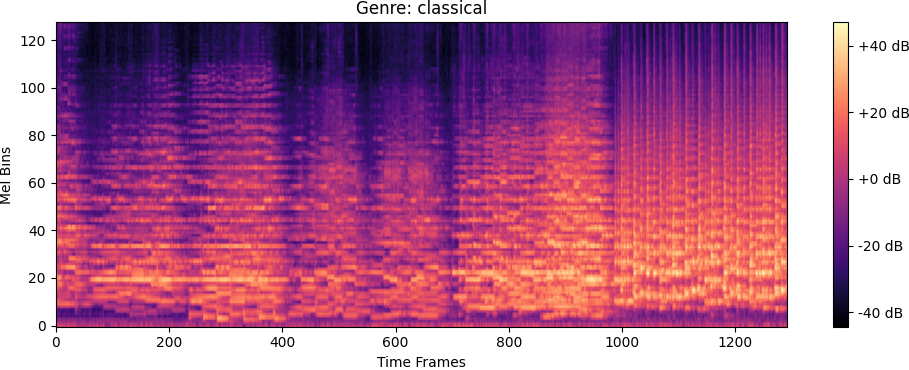 Genre: classical
Mel Bins
120
100
80
60
40
20
0
0 200 400 600 800 1000 1200
Time Frames
+40 dB
+20 dB
+0 dB
-20 dB
-40 dB